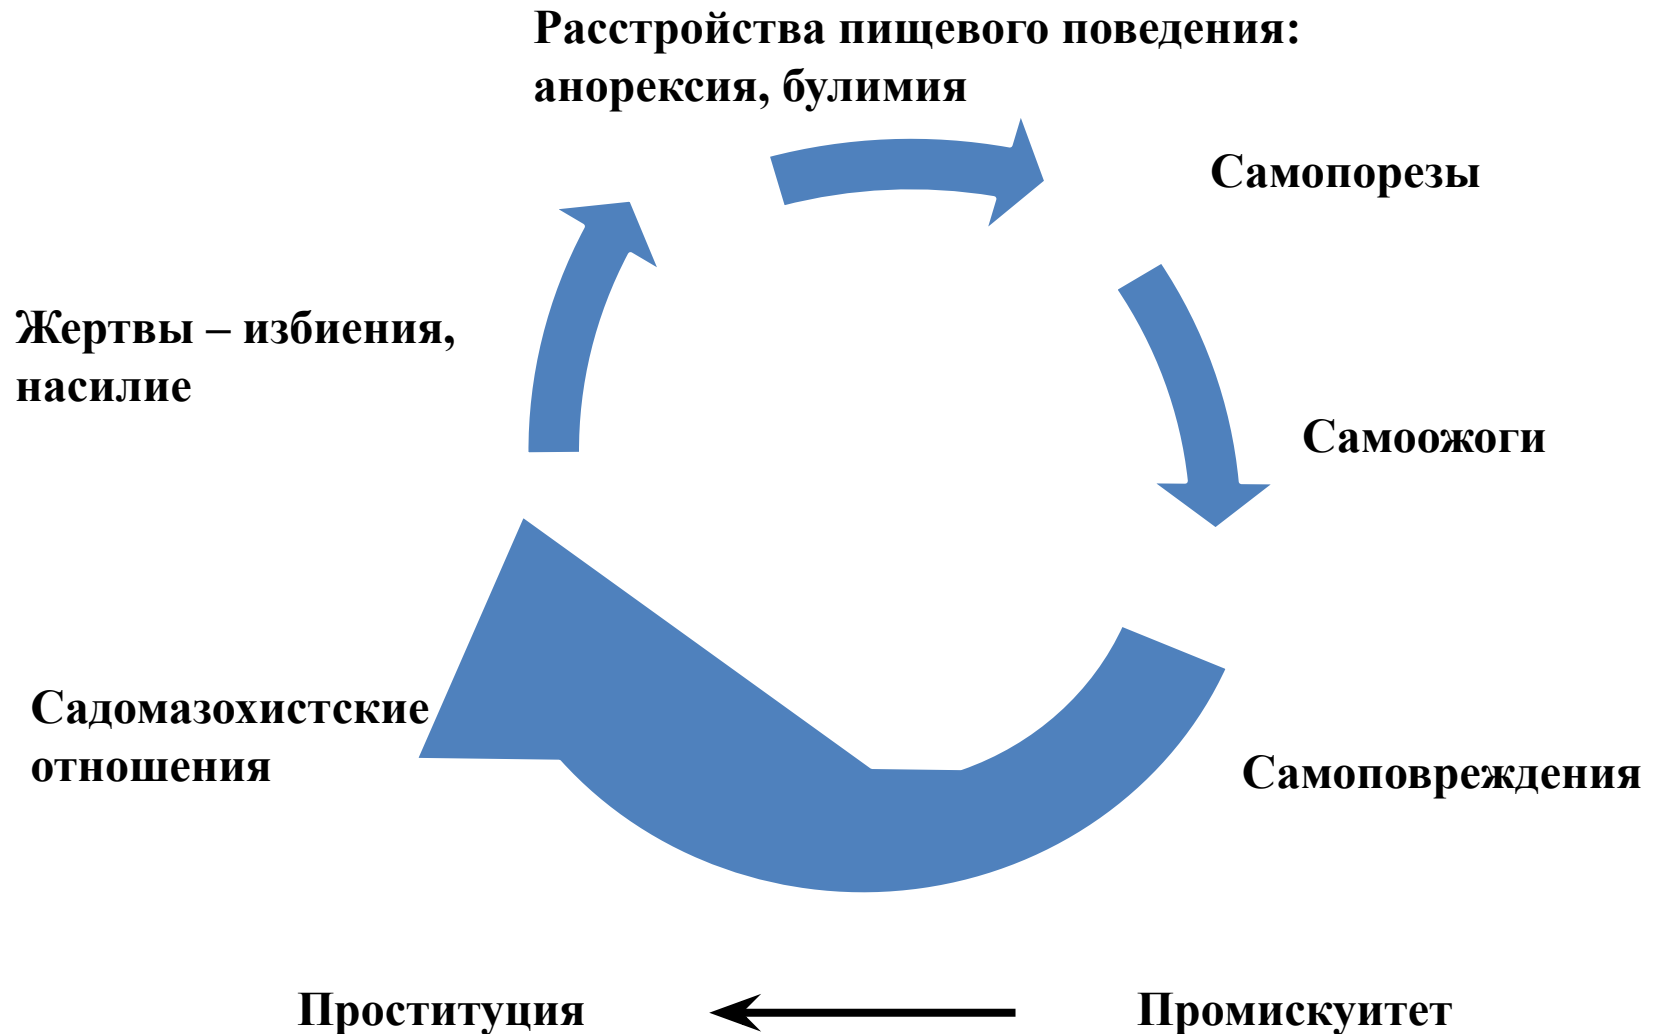 Расстройства пищевого поведения:
анорексия, булимия
Самопорезы
Жертвы – избиения,
насилие
Самоожоги
Садомазохистские
отношения
Самоповреждения
Проституция
Промискуитет